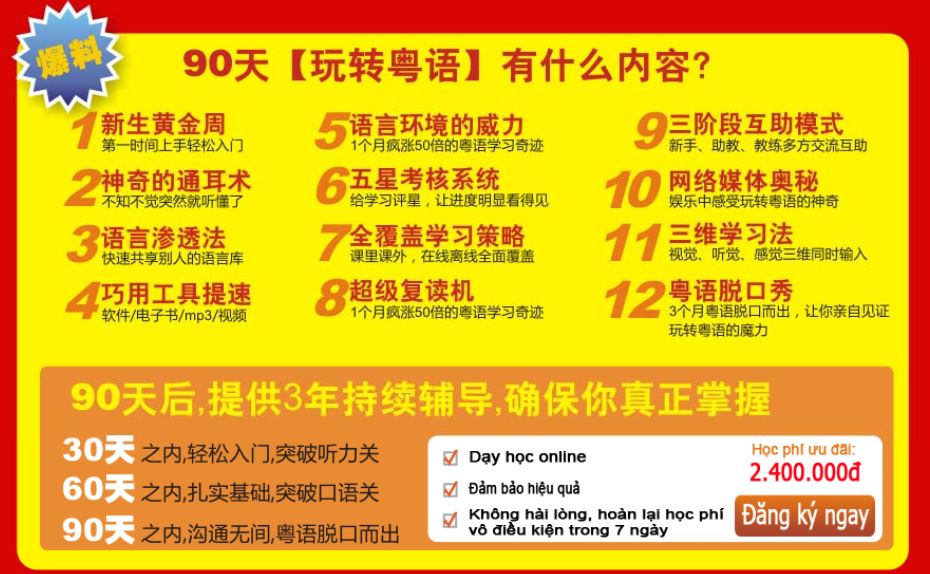 爆料
90天【玩转粤语】有什么内容?
1 新生黄金周
第一时间上手轻松入门
2 神奇的通耳术
不知不觉突然就听懂了
3 语言渗透法
快速共享别人的语言库
4 巧用工具提速
软件/电子书/mp3/视频
5 语言环境的威力
1个月疯涨50倍的粤语学习奇迹
6 五星考核系统
给学习评星，让进度明显看得见
7 全覆盖学习策略
课里课外，在线离线全面覆盖
8 超级复读机
1个月疯涨50倍的粤语学习奇迹
9 三阶段互助模式
新手、助教、教练多方交流互助
10 网络媒体奥秘
娱乐中感受玩转粤语的神奇
11 三维学习法
视觉、听觉、感觉三维同时输入
12 粤语脱口秀
3个月粤语脱口而出，让你亲自见证
玩转粤语的魔力
90天后,提供3年持续辅导,确保你真正掌握
30天 之内,轻松入门,突破听力关
60天 之内,扎实基础,突破口语关
90天 之内,沟通无间,粤语脱口而出
Dạy học online
Đảm bảo hiệu quả
Không hài lòng, hoàn lại học phí
vô điều kiện trong 7 ngày
Học phí ưu đãi:
2.400.000đ
Đăng ký ngay